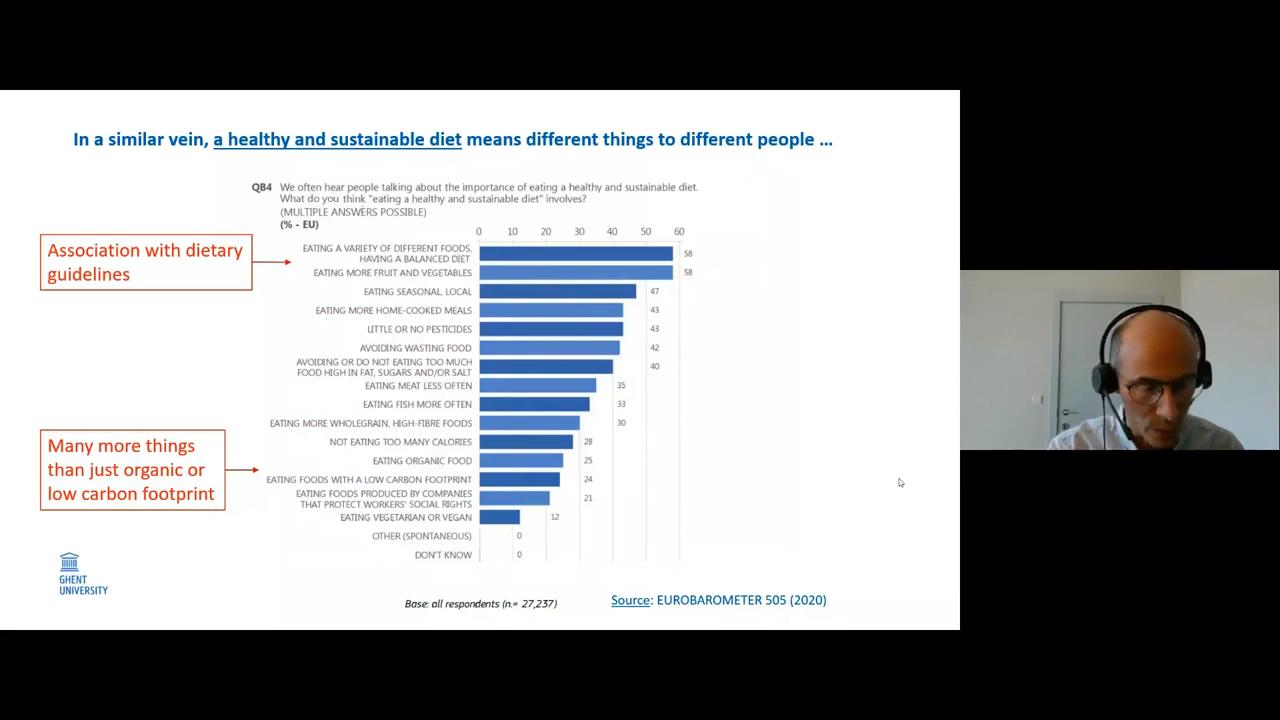 In a similar vein, a healthy and sustainable diet means different things to different people ...
QB4 We often hear people talking about the importance of eating a healthy and sustainable diet.
What do you think "eating a healthy and sustainable diet" involves?
(MULTIPLE ANSWERS POSSIBLE)
(% - EU)
0 10 20 30 40 50 60
Association with dietary
guidelines
EATING A VARIETY OF DIFFERENT FOODS,
HAVING A BALANCED DIET 58
EATING MORE FRUIT AND VEGETABLES 58
EATING SEASONAL, LOCAL 47
EATING MORE HOME-COOKED MEALS 43
LITTLE OR NO PESTICIDES 43
AVOIDING WASTING FOOD 42
AVOIDING OR DO NOT EATING TOO MUCH
FOOD HIGH IN FAT, SUGARS AND/OR SALT 40
EATING MEAT LESS OFTEN 35
EATING FISH MORE OFTEN 33
EATING MORE WHOLEGRAIN, HIGH-FIBRE FOODS 30
NOT EATING TOO MANY CALORIES 28
Many more things
than just organic or
low carbon footprint
EATING ORGANIC FOOD 25
EATING FOODS WITH A LOW CARBON FOOTPRINT 24
EATING FOODS PRODUCED BY COMPANIES
THAT PROTECT WORKERS' SOCIAL RIGHTS 21
EATING VEGETARIAN OR VEGAN 12
OTHER (SPONTANEOUS) 0
DON'T KNOW 0
GHENT
UNIVERSITY
Base: all respondents (n.= 27,237)
Source: EUROBAROMETER 505 (2020)